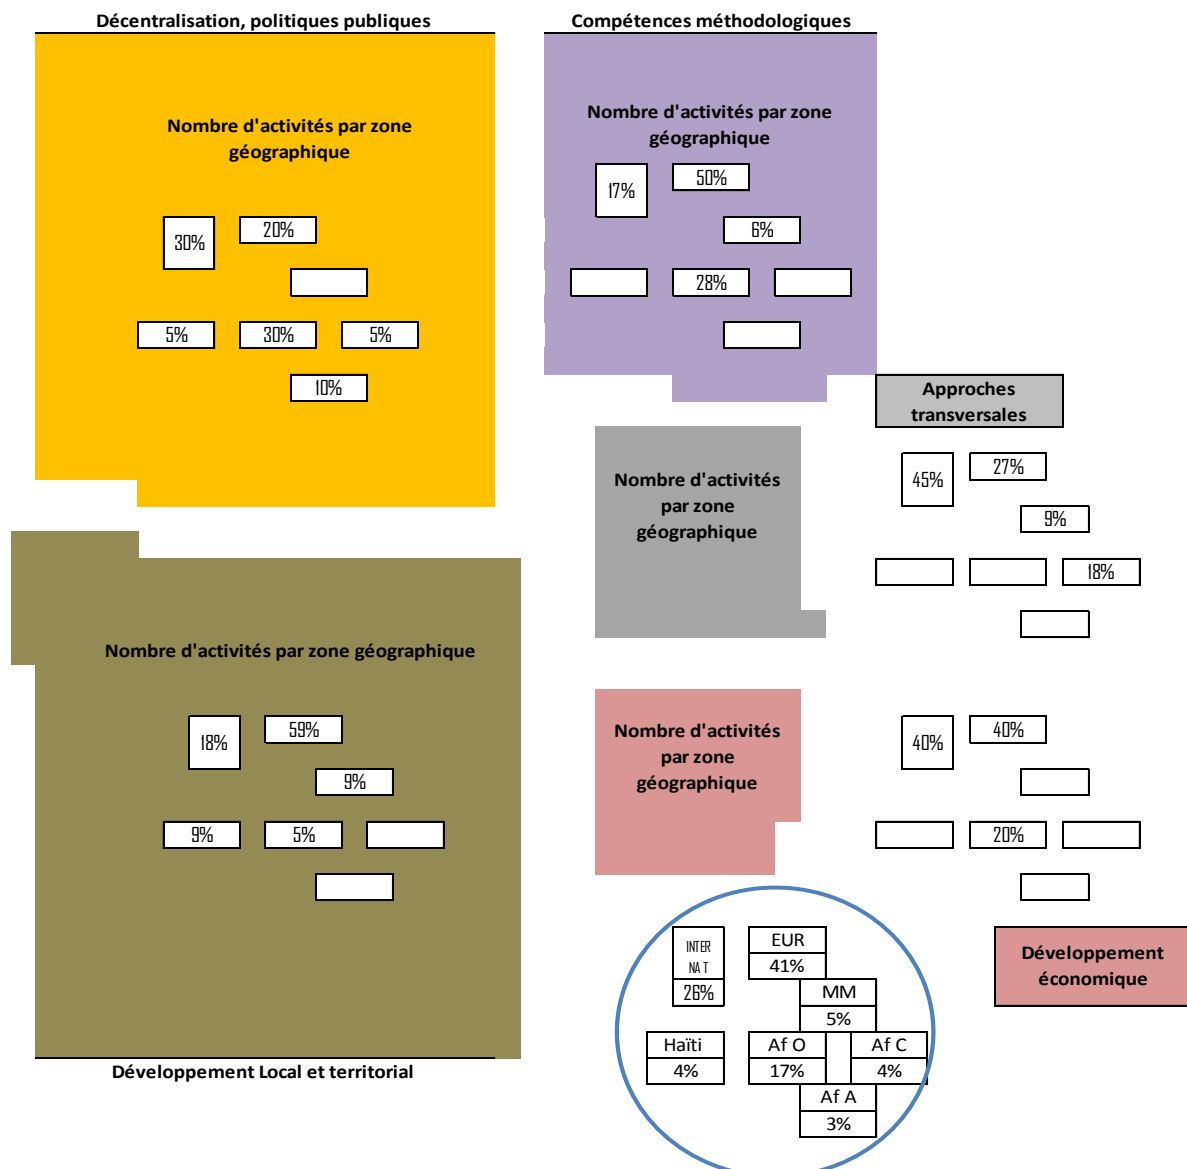 Décentralisation, politiques publiques
Nombre d'activités par zone
géographique
30%
20%
5%
30%
5%
10%
Compétences méthodologiques
Nombre d'activités par zone
géographique
17%
50%
6%
28%
Approches
transversales
Nombre d'activités
par zone
géographique
45%
27%
9%
18%
Nombre d'activités par zone géographique
18%
59%
9%
9%
5%
Développement Local et territorial
Nombre d'activités
par zone
géographique
40%
40%
20%
Développement
économique
INTER
NAT
26%
EUR
41%
MM
5%
Haïti
4%
Af O
17%
Af C
4%
Af A
3%